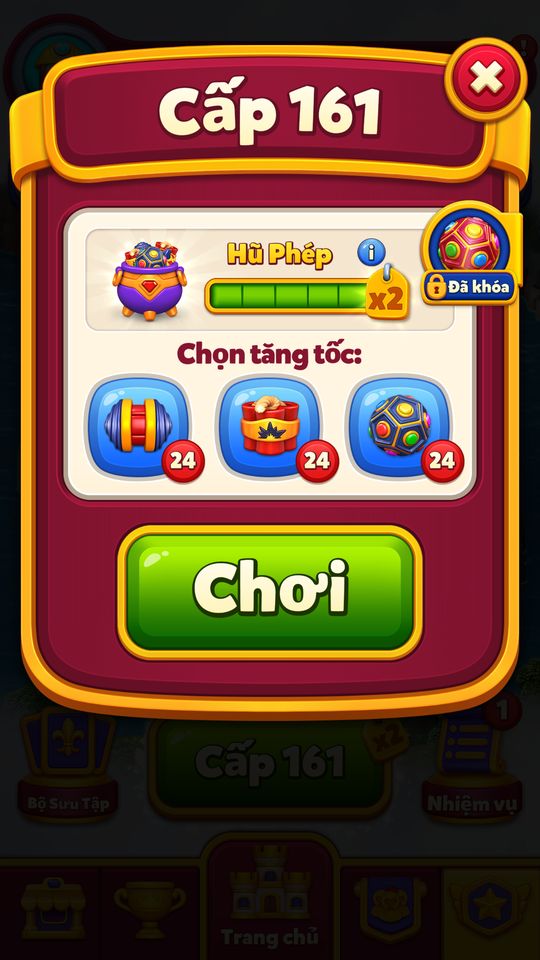 Cấp 161
Hũ Phép
i
x2
Đã khóa
Chọn tăng tốc:
24
24
24
Chơi
Cấp 161
x2
1
Bộ Sưu Tập
Nhiệm vụ
Trang chủ